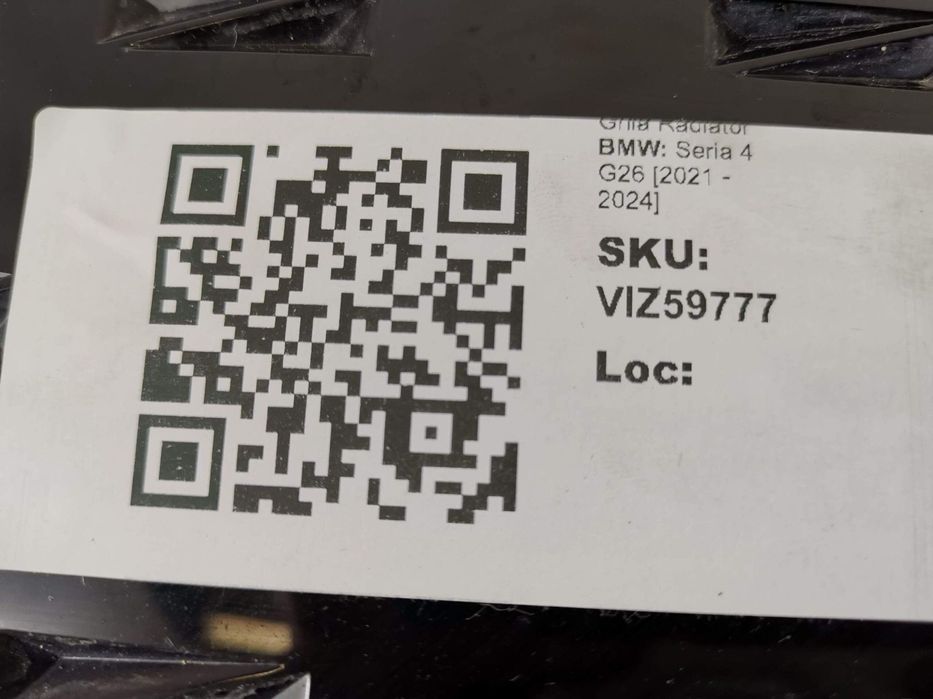 Grila Radiator
BMW: Seria 4
G26 [2021 -
2024]
SKU:
VIZ59777
Loc: